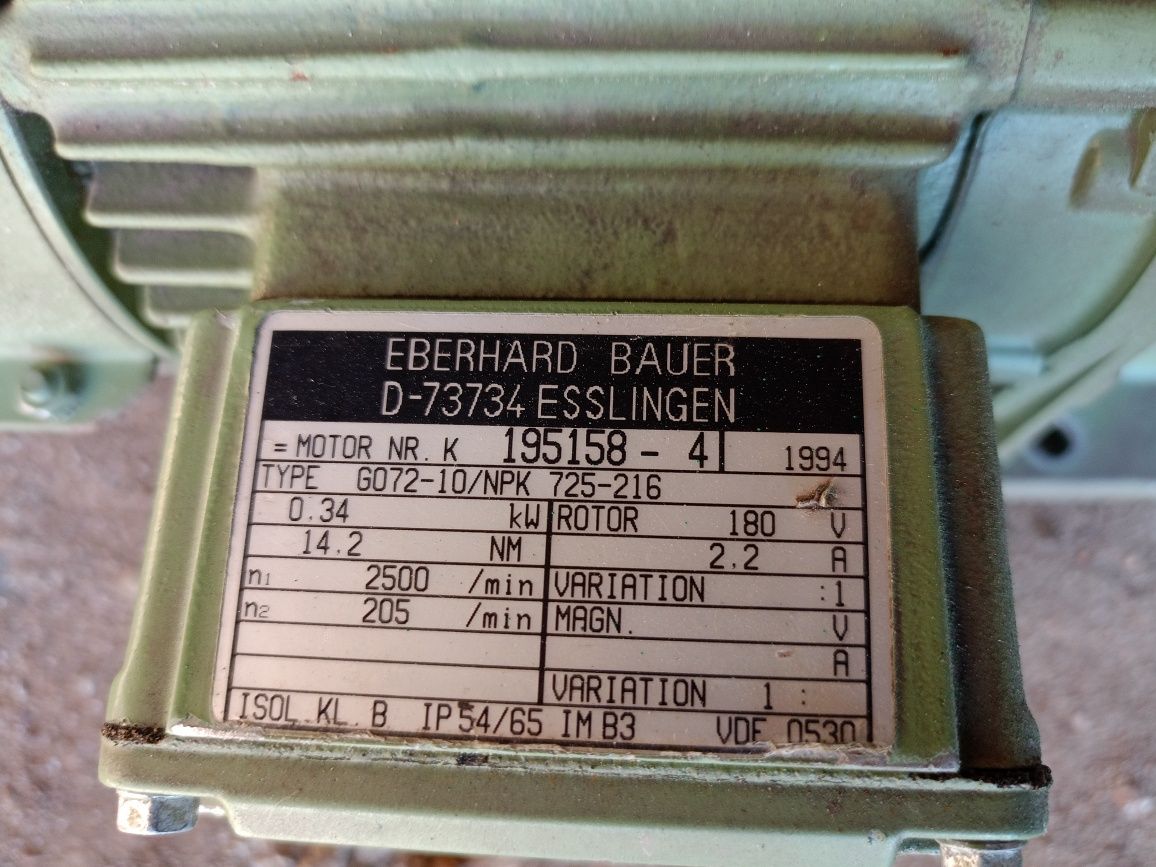 EBERHARD BAUER
D-73734 ESSLINGEN
= MOTOR NR. K 195158 - 4 1994
TYPE G072-10/NPK 725-216
0.34 kW ROTOR 180 V
14.2 NM 2.2 A
n1 2500 /min VARIATION :1
n2 205 /min MAGN. V
A
VARIATION 1 :
ISOL.KL. B IP 54/65 IM B3 VDE 0530